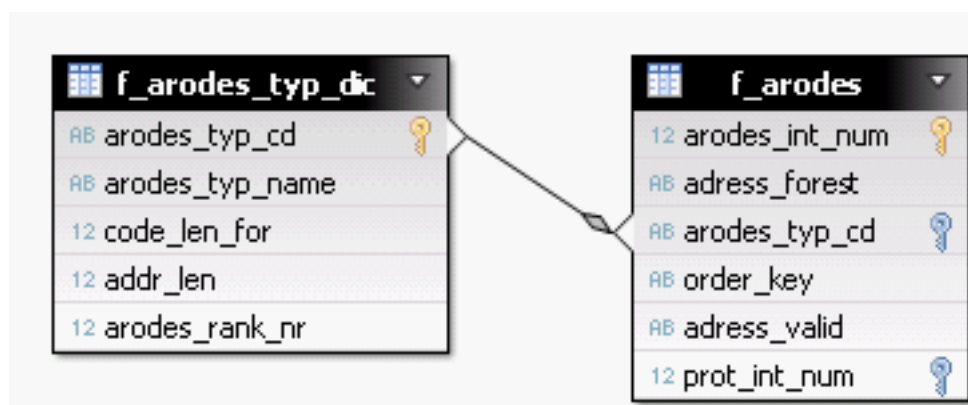 f_arodes_typ_dic
AB arodes_typ_cd
AB arodes_typ_name
12 code_len_for
12 addr_len
12 arodes_rank_nr
f_arodes
12 arodes_int_num
AB adress_forest
AB arodes_typ_cd
AB order_key
AB adress_valid
12 prot_int_num